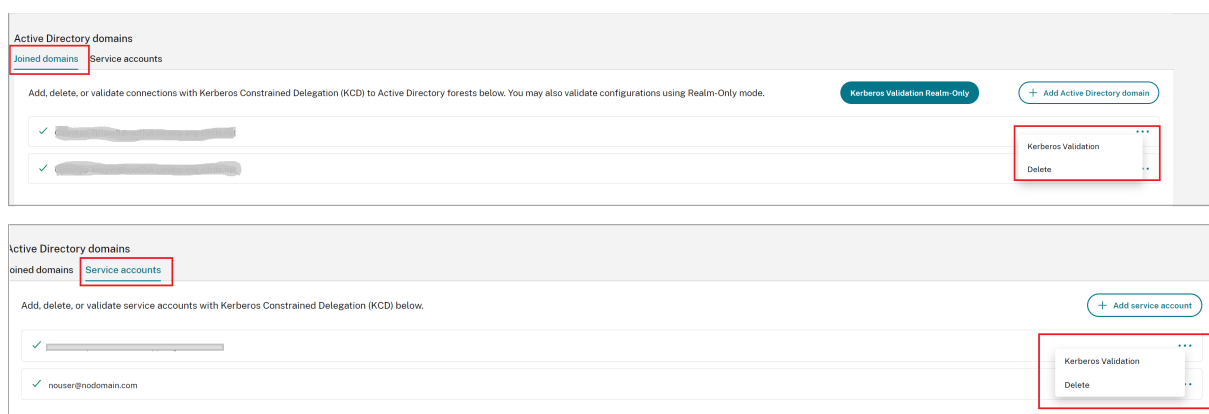 Active Directory domains
Joined domains Service accounts
Add, delete, or validate connections with Kerberos Constrained Delegation (KCD) to Active Directory forests below. You may also validate configurations using Realm-Only mode.
Kerberos Validation Realm-Only
+ Add Active Directory domain
Kerberos Validation
Delete
Active Directory domains
oined domains Service accounts
Add, delete, or validate service accounts with Kerberos Constrained Delegation (KCD) below.
+ Add service account
Kerberos Validation
nouser@nodomain.com
Delete